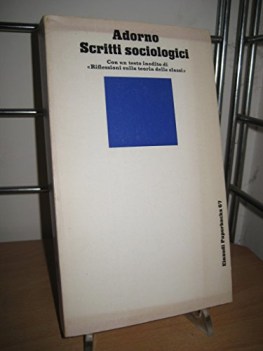 Adorno
Scritti sociologici
Con un testo inedito di
«Riflessioni sulla teoria delle classi»
Einaudi Paperbacks 67